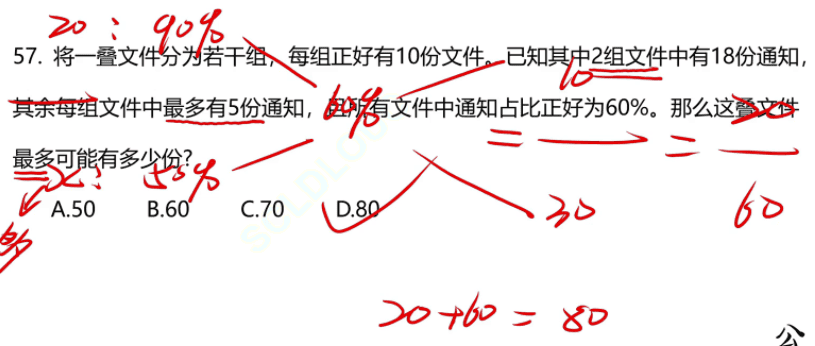 20 : 90%
57. 将一叠文件分为若干组，每组正好有10份文件。已知其中2组文件中有18份通知，
10
其余每组文件中最多有5份通知，且所有文件中通知占比正好为60%。那么这叠文件
60%
20
最多可能有多少份?
= =
x: 50%
A.50 B.60 C.70 D.80
30
60
20+60=80
公